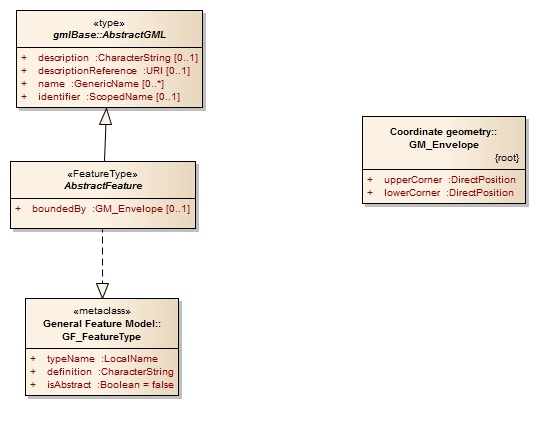 «type»
gmlBase::AbstractGML
+ description :CharacterString [0..1]
+ descriptionReference :URI [0..1]
+ name :GenericName [0..*]
+ identifier :ScopedName [0..1]
«FeatureType»
AbstractFeature
+ boundedBy :GM_Envelope [0..1]
«metaclass»
General Feature Model::
GF_FeatureType
+ typeName :LocalName
+ definition :CharacterString
+ isAbstract :Boolean = false
Coordinate geometry::
GM_Envelope
{root}
+ upperCorner :DirectPosition
+ lowerCorner :DirectPosition